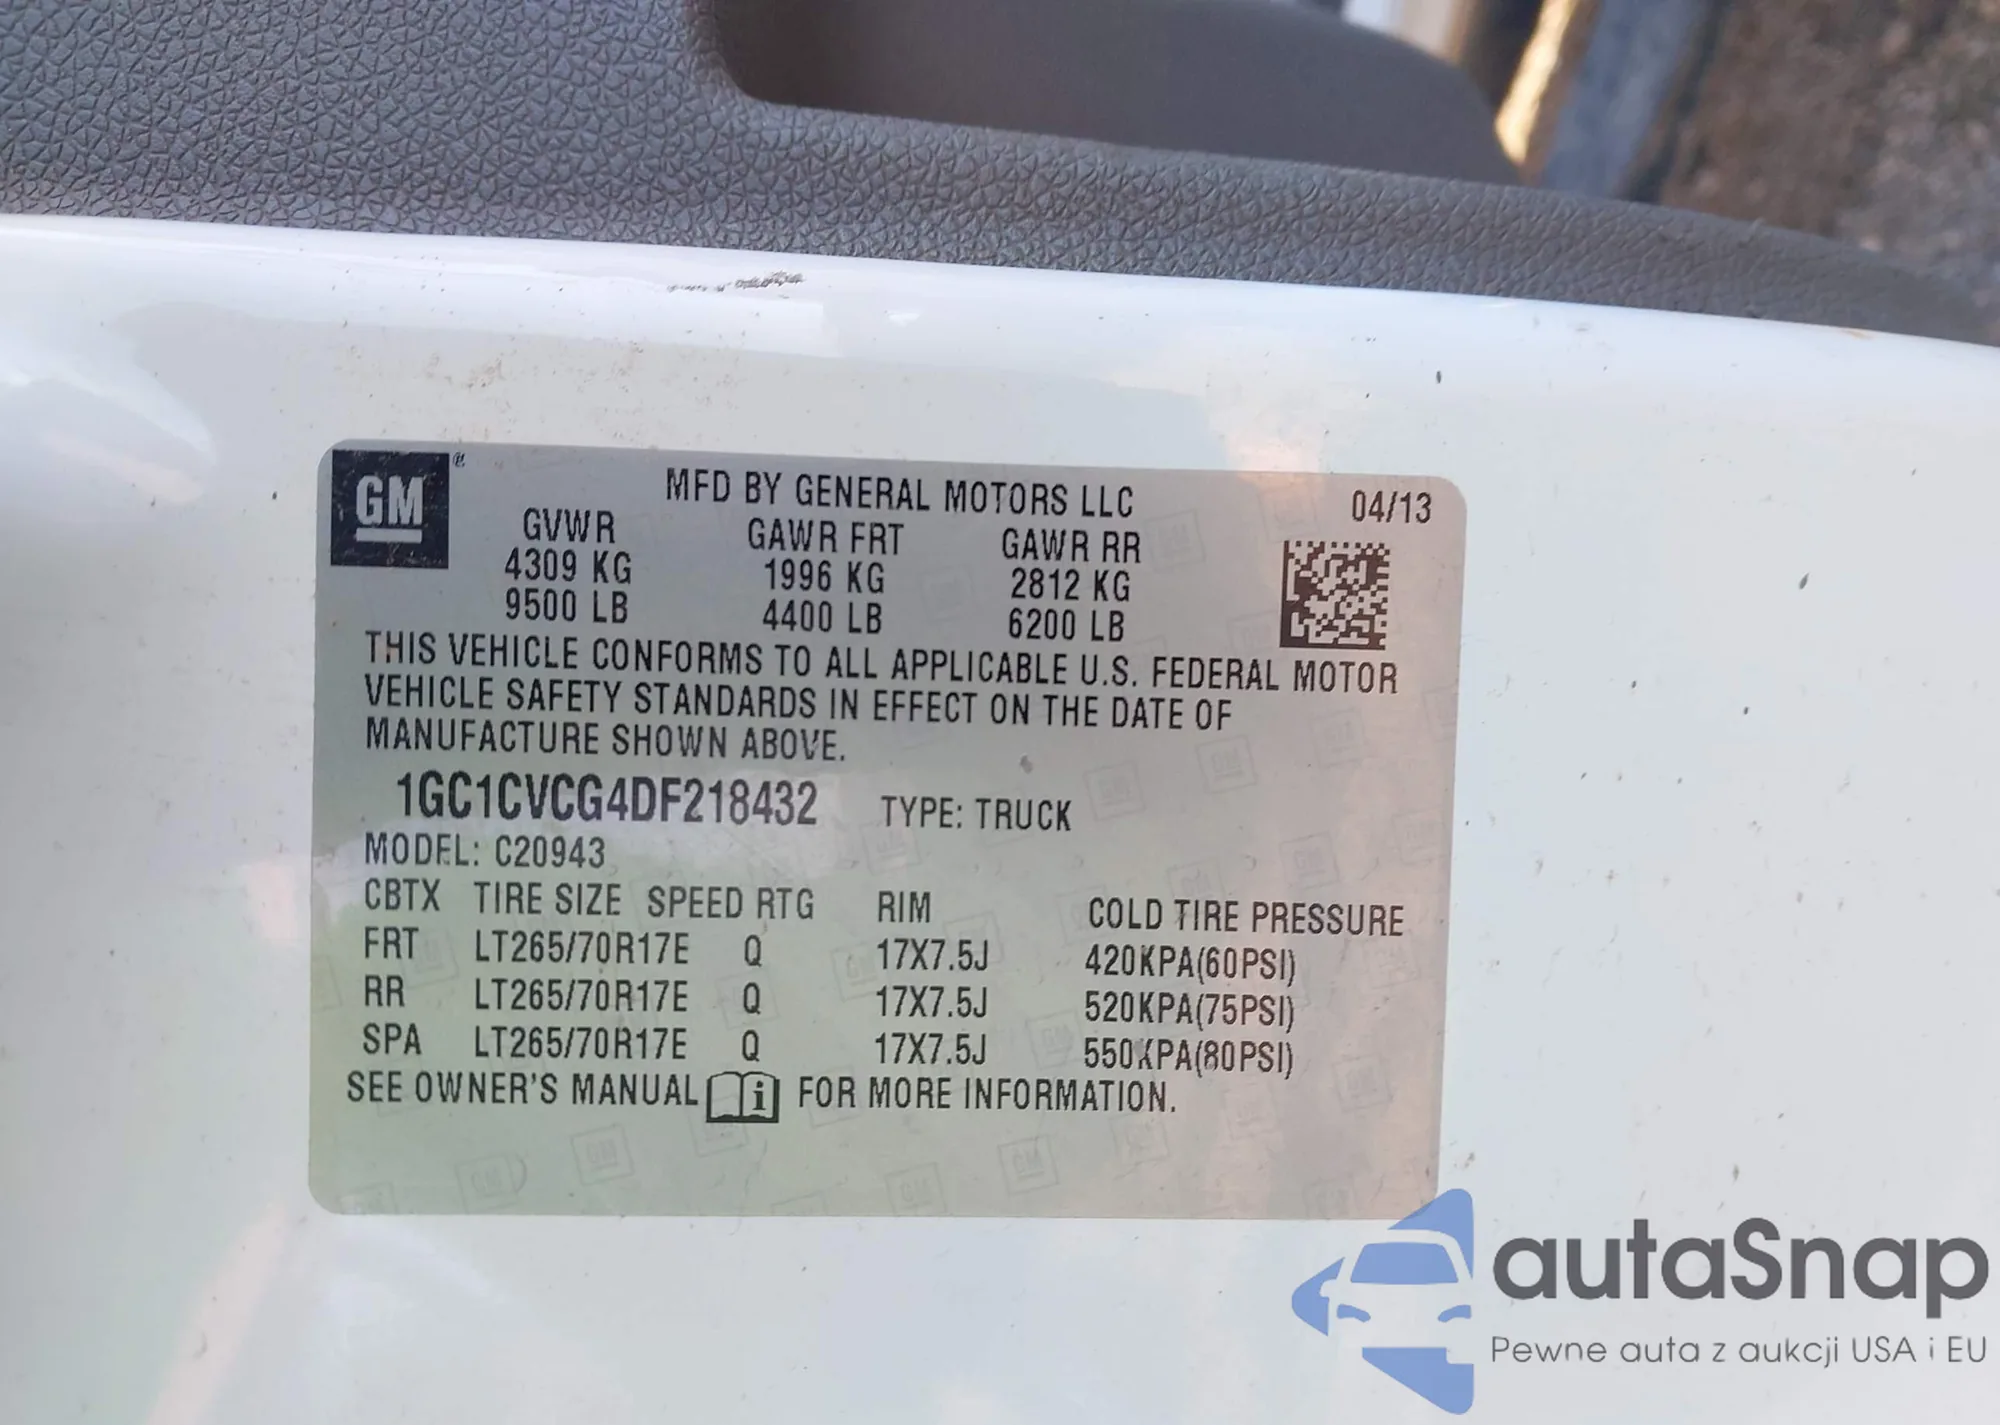 GM®
MFD BY GENERAL MOTORS LLC 04/13
GVWR GAWR FRT GAWR RR
4309 KG 1996 KG 2812 KG
9500 LB 4400 LB 6200 LB
THIS VEHICLE CONFORMS TO ALL APPLICABLE U.S. FEDERAL MOTOR
VEHICLE SAFETY STANDARDS IN EFFECT ON THE DATE OF
MANUFACTURE SHOWN ABOVE.
1GC1CVCG4DF218432 TYPE: TRUCK
MODEL: C20943
CBTX TIRE SIZE SPEED RTG RIM COLD TIRE PRESSURE
FRT LT265/70R17E Q 17X7.5J 420KPA(60PSI)
RR LT265/70R17E Q 17X7.5J 520KPA(75PSI)
SPA LT265/70R17E Q 17X7.5J 550KPA(80PSI)
SEE OWNER'S MANUAL i FOR MORE INFORMATION.
autaSnap
Pewne auta z aukcji USA i EU